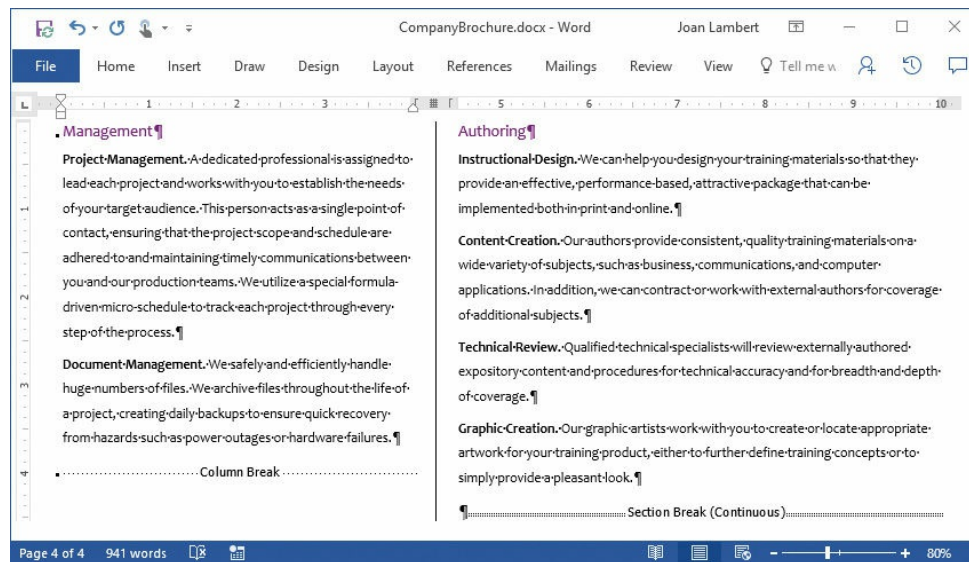 CompanyBrochure.docx - Word
Joan Lambert
File Home Insert Draw Design Layout References Mailings Review View Tell me w
1 2 3 5 6 7 8 9 10
Management¶
Project Management. A dedicated professional is assigned to
lead each project and works with you to establish the needs
of your target audience. This person acts as a single point of
contact, ensuring that the project scope and schedule are
adhered to and maintaining timely communications between
you and our production teams. We utilize a special formula-
driven micro-schedule to track each project through every
step of the process.¶
Document Management. We safely and efficiently handle
huge numbers of files. We archive files throughout the life of
a project, creating daily backups to ensure quick recovery
from hazards such as power outages or hardware failures.¶
Column Break
Authoring¶
Instructional Design. We can help you design your training materials so that they
provide an effective, performance-based, attractive package that can be
implemented both in print and online.¶
Content Creation. Our authors provide consistent, quality training materials on a
wide variety of subjects, such as business, communications, and computer
applications. In addition, we can contract or work with external authors for coverage
of additional subjects.¶
Technical Review. Qualified technical specialists will review externally authored
expository content and procedures for technical accuracy and for breadth and depth
of coverage.¶
Graphic Creation. Our graphic artists work with you to create or locate appropriate
artwork for your training product, either to further define training concepts or to
simply provide a pleasant look.¶
¶ Section Break (Continuous)
1
2
3
4
Page 4 of 4 941 words 80%